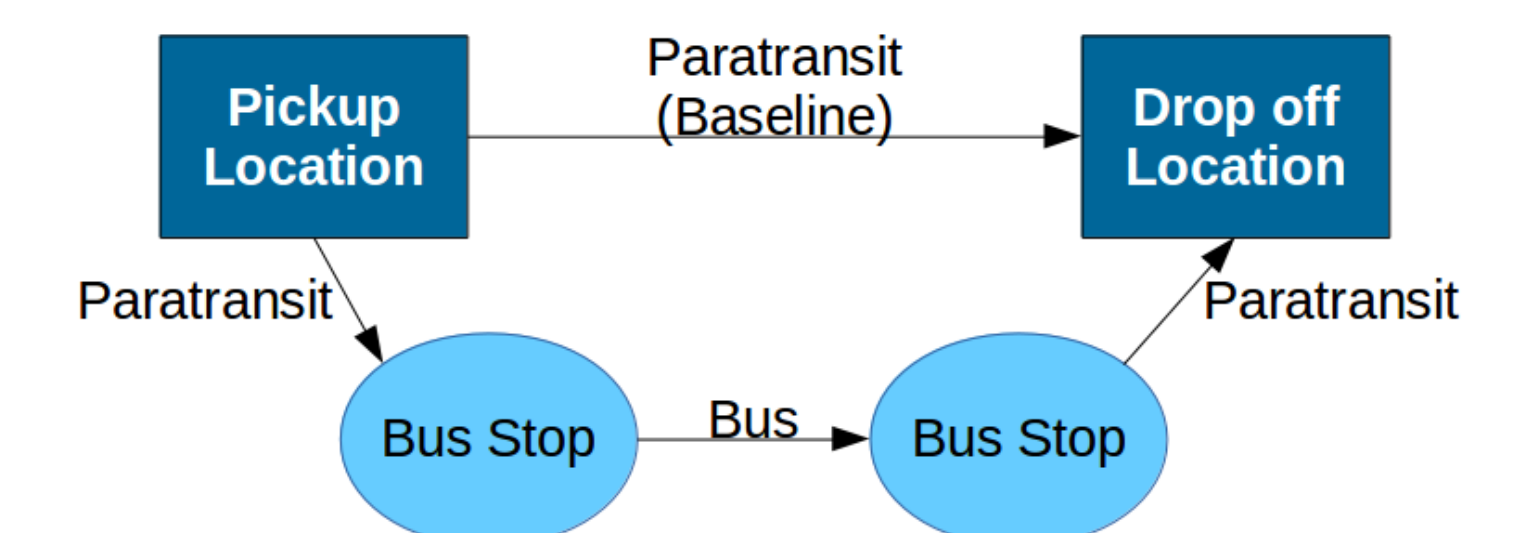 Paratransit
(Baseline)
Pickup
Location
Drop off
Location
Paratransit
Paratransit
Bus Stop
Bus
Bus Stop